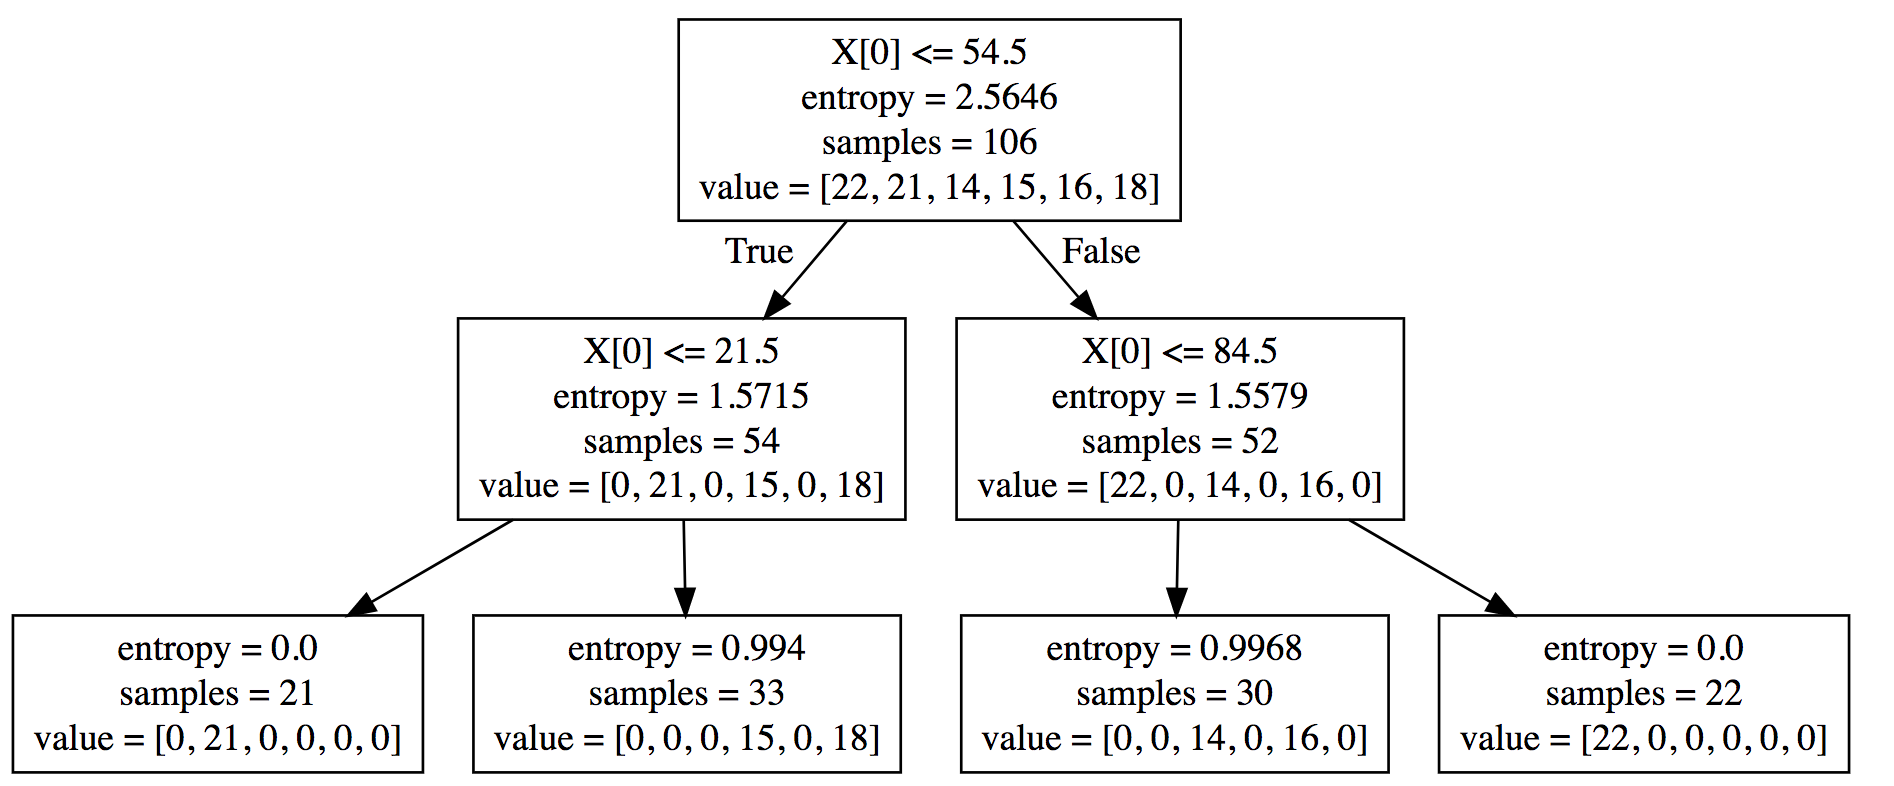 X[0] <= 54.5
entropy = 2.5646
samples = 106
value = [22, 21, 14, 15, 16, 18]
True
False
X[0] <= 21.5
entropy = 1.5715
samples = 54
value = [0, 21, 0, 15, 0, 18]
X[0] <= 84.5
entropy = 1.5579
samples = 52
value = [22, 0, 14, 0, 16, 0]
entropy = 0.0
samples = 21
value = [0, 21, 0, 0, 0, 0]
entropy = 0.994
samples = 33
value = [0, 0, 0, 15, 0, 18]
entropy = 0.9968
samples = 30
value = [0, 0, 14, 0, 16, 0]
entropy = 0.0
samples = 22
value = [22, 0, 0, 0, 0, 0]